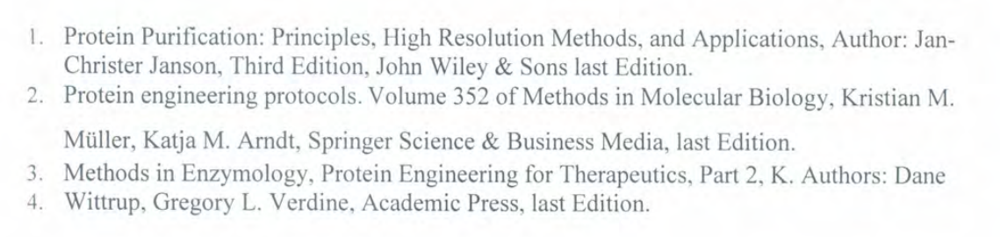 1. Protein Purification: Principles, High Resolution Methods, and Applications, Author: Jan-
Christer Janson, Third Edition, John Wiley & Sons last Edition.
2. Protein engineering protocols. Volume 352 of Methods in Molecular Biology, Kristian M.
Müller, Katja M. Arndt, Springer Science & Business Media, last Edition.
3. Methods in Enzymology, Protein Engineering for Therapeutics, Part 2, K. Authors: Dane
4. Wittrup, Gregory L. Verdine, Academic Press, last Edition.